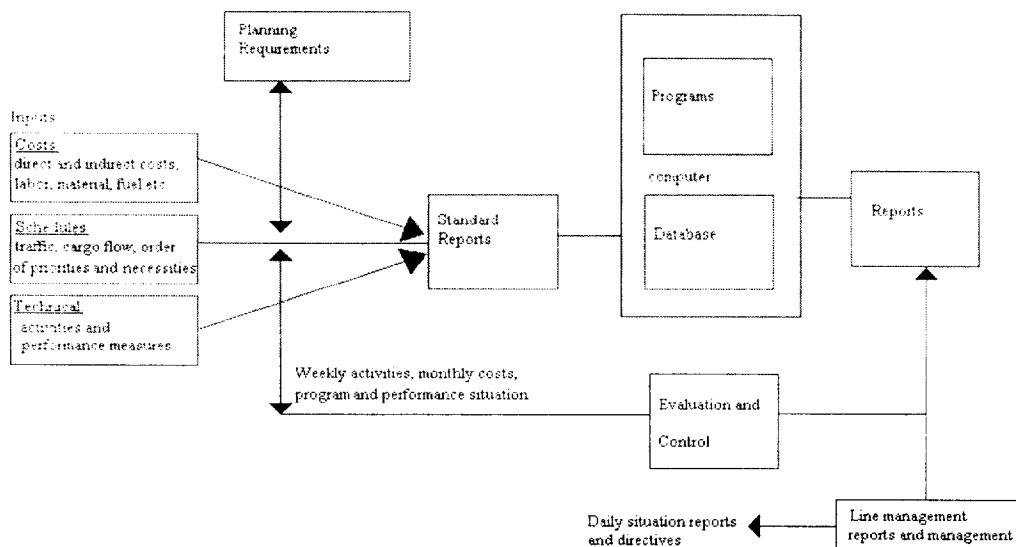 Planning
Requirements
Inputs
Costs
direct and indirect costs,
labor, material, fuel etc
Schedules
traffic, cargo flow, order
of priorities and necessities
Technical
activities and
performance measures
Standard
Reports
Programs
computer
Database
Reports
Weekly activities, monthly costs,
program and performance situation
Evaluation and
Control
Daily situation reports
and directives
Line management
reports and management